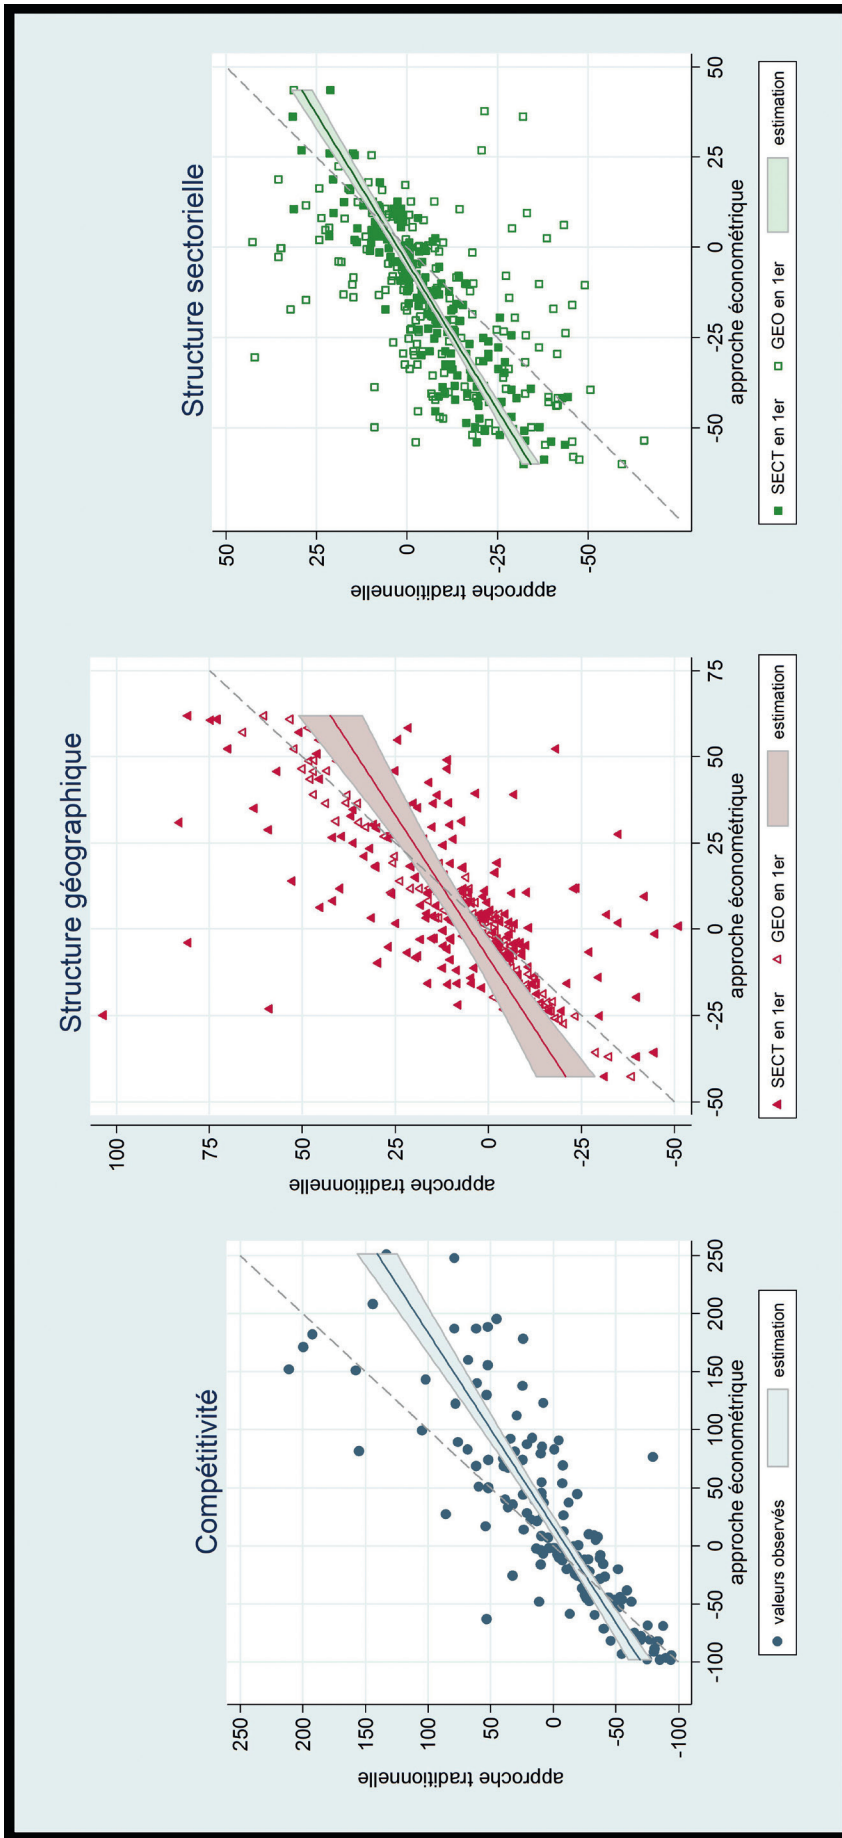 Compétitivité
approche traditionnelle
250
200
150
100
50
0
-50
-100
-100
-50
0
50
100
150
200
250
approche économétrique
valeurs observés
estimation
Structure géographique
approche traditionnelle
100
75
50
25
0
-25
-50
-50
-25
0
25
50
75
approche économétrique
SECT en 1er
GEO en 1er
estimation
Structure sectorielle
approche traditionnelle
50
25
0
-25
-50
-50
-25
0
25
50
approche économétrique
SECT en 1er
GEO en 1er
estimation